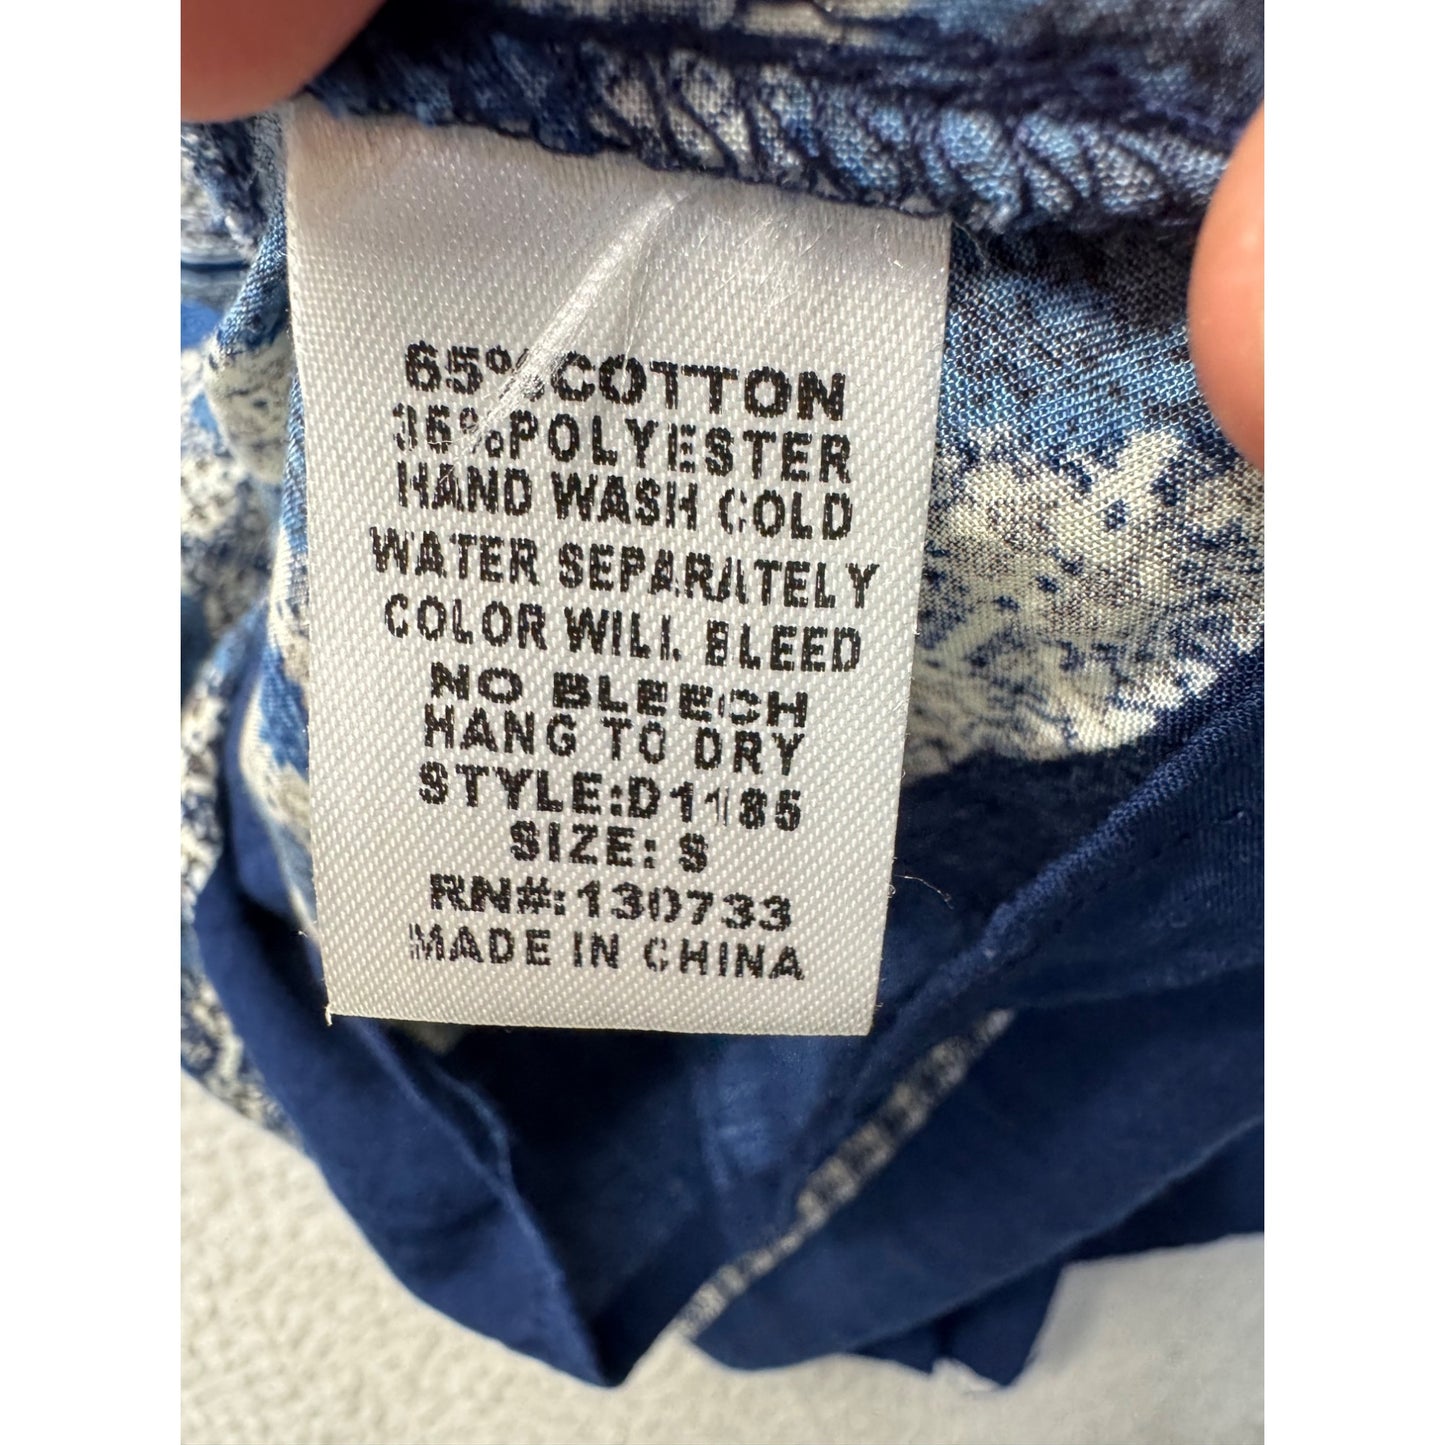 65%COTTON
35%POLYESTER
HAND WASH COLD
WATER SEPARATELY
COLOR WILL BLEED
NO BLEECH
HANG TO DRY
STYLE:D1185
SIZE: S
RN#:130733
MADE IN CHINA